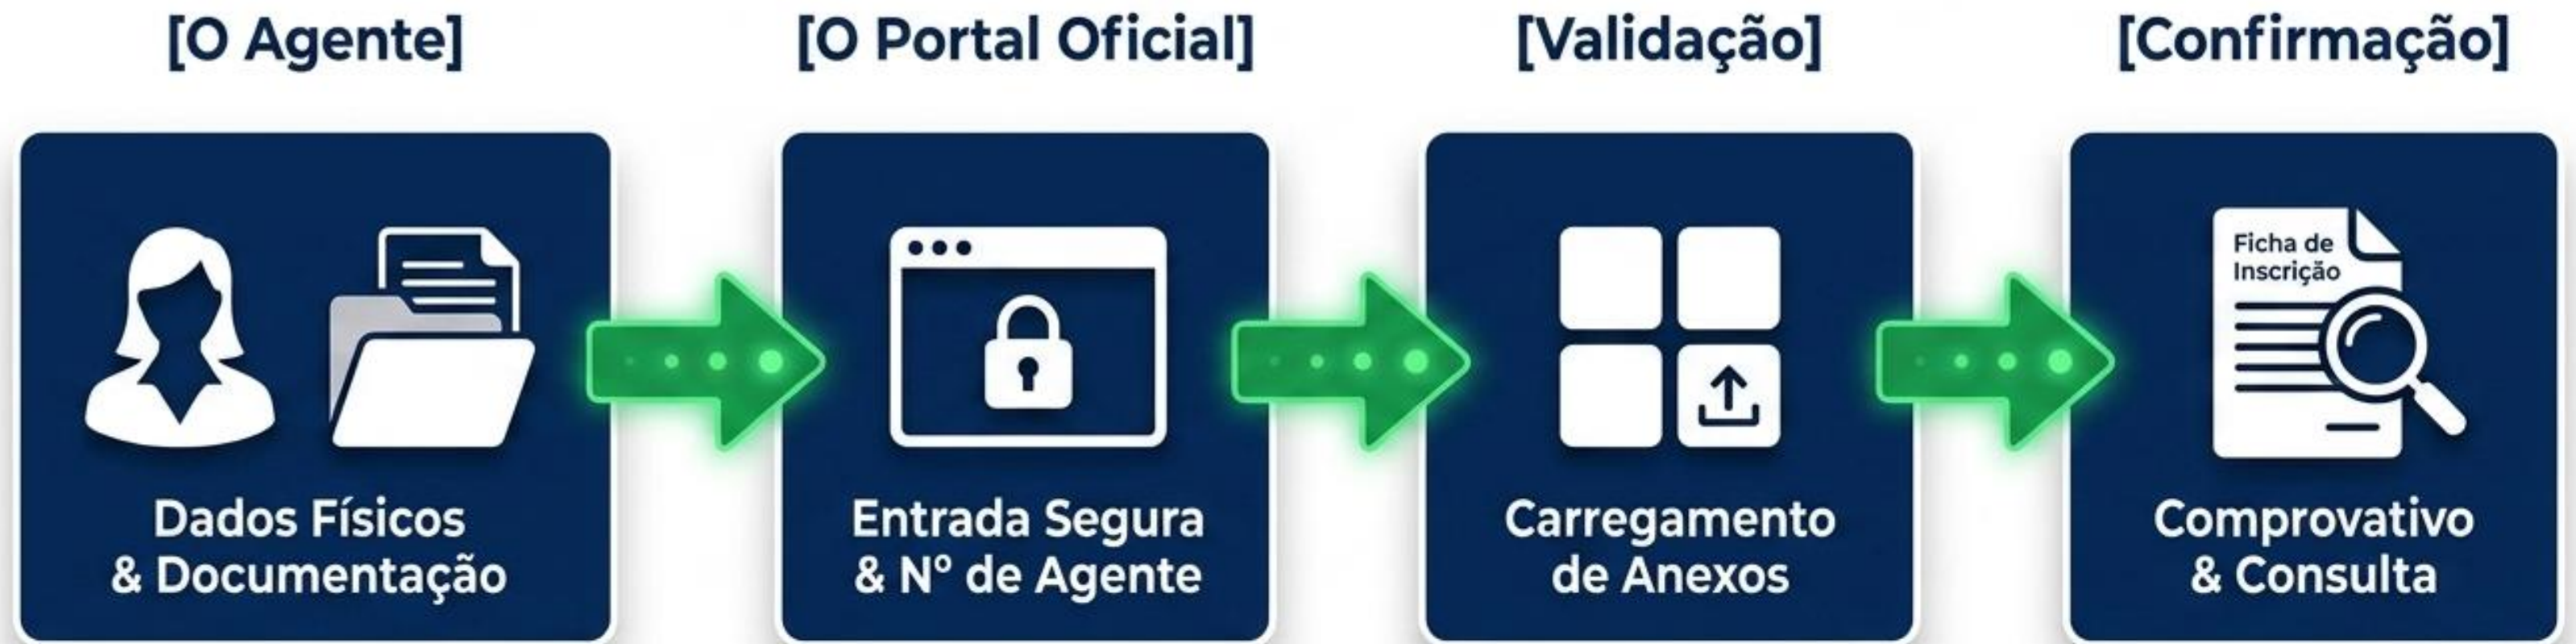 [O Agente]
Dados Físicos
& Documentação
[O Portal Oficial]
Entrada Segura
& Nº de Agente
[Validação]
Carregamento
de Anexos
[Confirmação]
Ficha de
Inscrição
Comprovativo
& Consulta